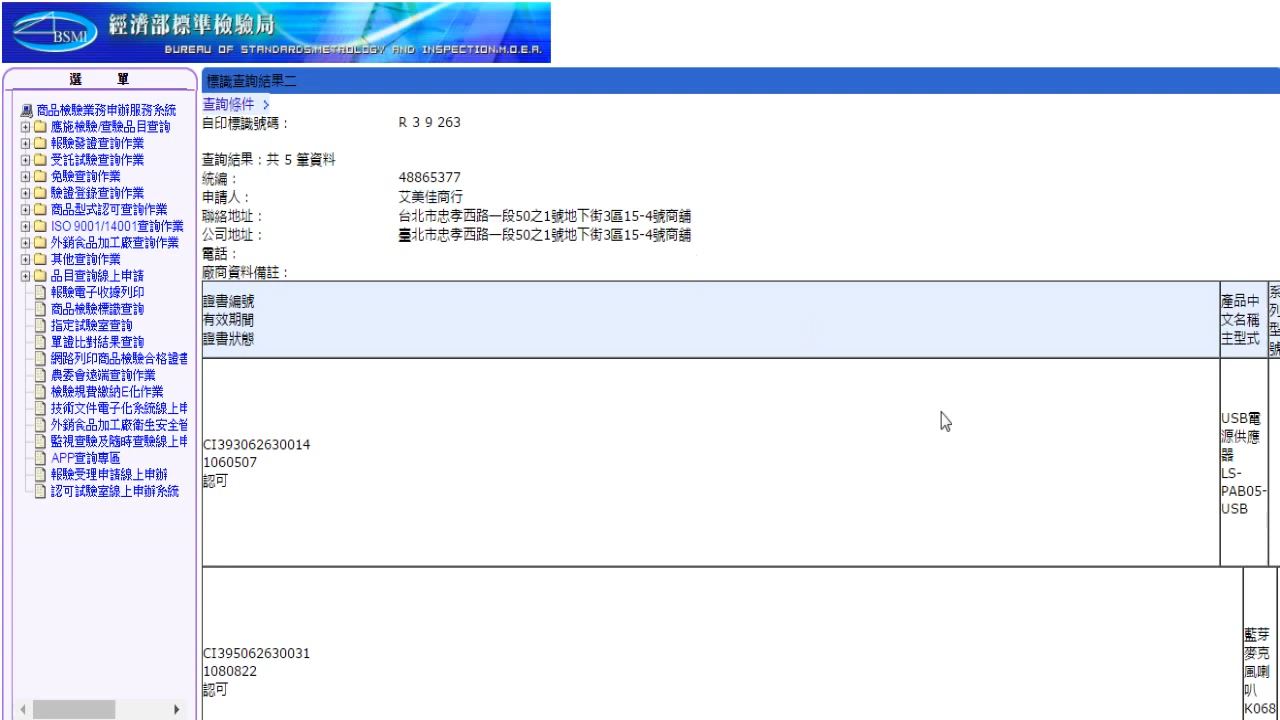 BSMI 經濟部標準檢驗局
BUREAU OF STANDARDS,METROLOGY AND INSPECTION,M.O.E.A.
選 單
商品檢驗業務申辦服務系統
應施檢驗/查驗品目查詢
報驗發證查詢作業
受託試驗查詢作業
免驗查詢作業
驗證登錄查詢作業
商品型式認可查詢作業
ISO 9001/14001查詢作業
外銷食品加工廠查詢作業
其他查詢作業
品目查詢線上申請
報驗電子收據列印
商品檢驗標識查詢
指定試驗室查詢
單證比對結果查詢
網路列印商品檢驗合格證書
農委會遠端查詢作業
檢驗規費繳納E化作業
技術文件電子化系統線上申
外銷食品加工廠衛生安全管
監視查驗及隨時查驗線上申
APP查詢專區
報驗受理申請線上申辦
認可試驗室線上申辦系統
標識查詢結果二
查詢條件 >
自印標識號碼： R 3 9 263
查詢結果：共 5 筆資料
統編： 48865377
申請人： 艾美佳商行
聯絡地址： 台北市忠孝西路一段50之1號地下街3區15-4號商舖
公司地址： 臺北市忠孝西路一段50之1號地下街3區15-4號商舖
電話：
廠商資料備註：
證書編號
有效期間
證書狀態
產品中
文名稱
主型式
系
列
型
號
CI393062630014
1060507
認可
USB電
源供應
器
LS-
PAB05-
USB
CI395062630031
1080822
認可
藍芽
麥克
風喇
叭
K068